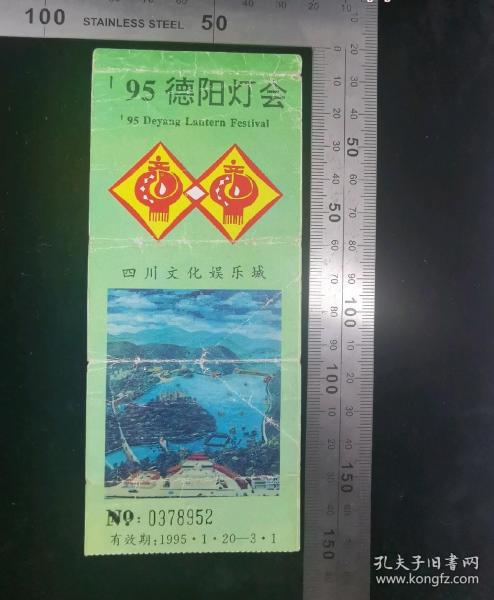 100 STAINLESS STEEL 50
'95 德阳灯会
'95 Deyang Lantern Festival
四川文化娱乐城
No: 0378952
有效期:1995·1·20—3·1
孔夫子旧书网
www.kongfz.com